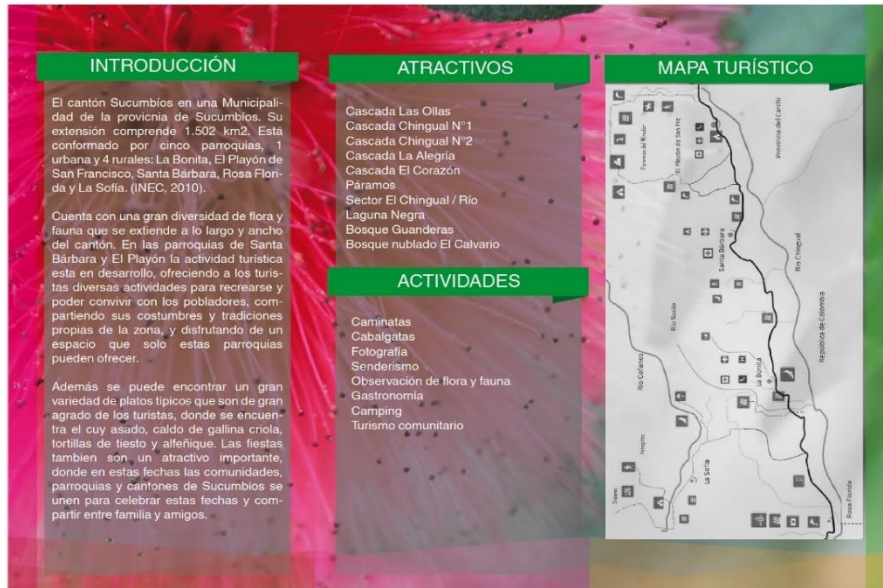 INTRODUCCIÓN
El cantón Sucumbíos en una Municipali-
dad de la provicnia de Sucumbíos. Su
extensión comprende 1.502 km2. Está
conformado por cinco parroquias, 1
urbana y 4 rurales: La Bonita, El Playón de
San Francisco, Santa Bárbara, Rosa Flori-
da y La Sofía. (INEC, 2010).
Cuenta con una gran diversidad de flora y
fauna que se extiende a lo largo y ancho
del cantón. En las parroquias de Santa
Bárbara y El Playón la actividad turística
esta en desarrollo, ofreciendo a los turis-
tas diversas actividades para recrearse y
poder convivir con los pobladores, com-
partiendo sus costumbres y tradiciones
propias de la zona, y disfrutando de un
espacio que solo estas parroquias
pueden ofrecer.
Además se puede encontrar un gran
variedad de platos típicos que son de gran
agrado de los turistas, donde se encuen-
tra el cuy asado, caldo de gallina criola,
tortillas de tiesto y alfeñique. Las fiestas
tambien son un atractivo importante,
donde en estas fechas las comunidades,
parroquias y cantones de Sucumbios se
unen para celebrar estas fechas y com-
partir entre familia y amigos.
ATRACTIVOS
Cascada Las Ollas
Cascada Chingual N°1
Cascada Chingual N°2
Cascada La Alegría
Cascada El Corazón
Páramos
Sector El Chingual / Río
Laguna Negra
Bosque Guanderas
Bosque nublado El Calvario
ACTIVIDADES
Caminatas
Cabalgatas
Fotografía
Senderismo
Observación de flora y fauna
Gastronomía
Camping
Turismo comunitario
MAPA TURÍSTICO
El Playón de San
Provincia del Carchi
Santa Bárbara
Río Chingual
Río Sucio
República de Colombia
Río Cofanes
La Bonita
La Sofía
Rosa Florida